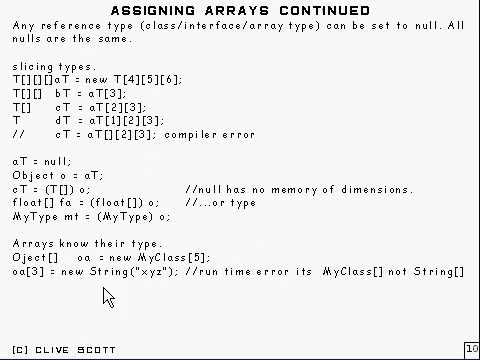 ASSIGNING ARRAYS CONTINUED
Any reference type (class/interface/array type) can be set to null. All
nulls are the same.
slicing types.
T[][][]aT = new T[4][5][6];
T[][] bT = aT[3];
T[] cT = aT[2][3];
T dT = aT[1][2][3];
// cT = aT[][2][3]; compiler error
aT = null;
Object o = aT;
cT = (T[]) o; //null has no memory of dimensions.
float[] fa = (float[]) o; //...or type
MyType mt = (MyType) o;
Arrays know their type.
Oject[] oa = new MyClass[5];
oa[3] = new String("xyz"); //run time error its MyClass[] not String[]
(C) CLIVE SCOTT
10